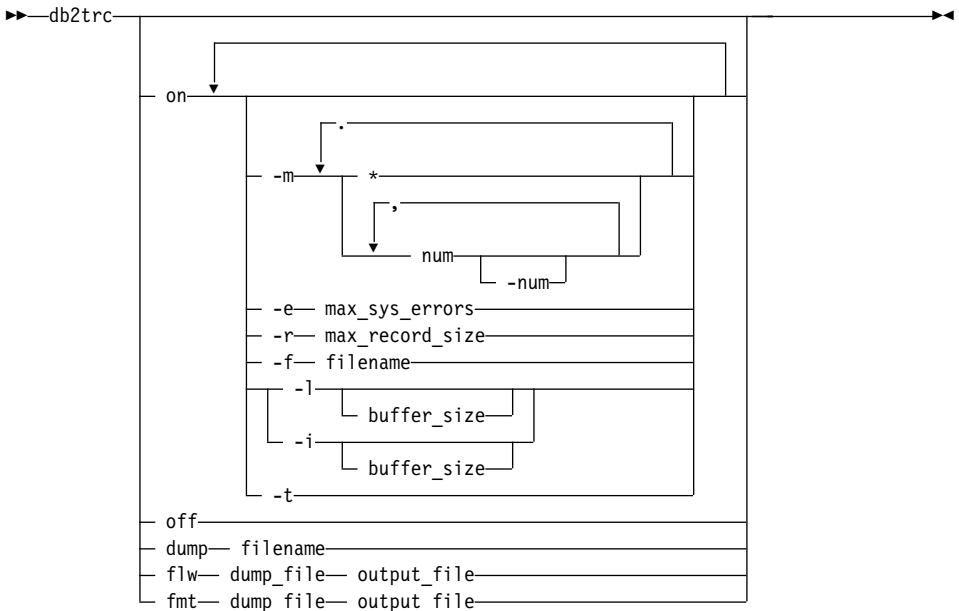 db2trc
on
.
-m *
,
num
-num
-e max_sys_errors
-r max_record_size
-f filename
-l
buffer_size
-i
buffer_size
-t
off
dump filename
flw dump_file output_file
fmt dump_file output_file